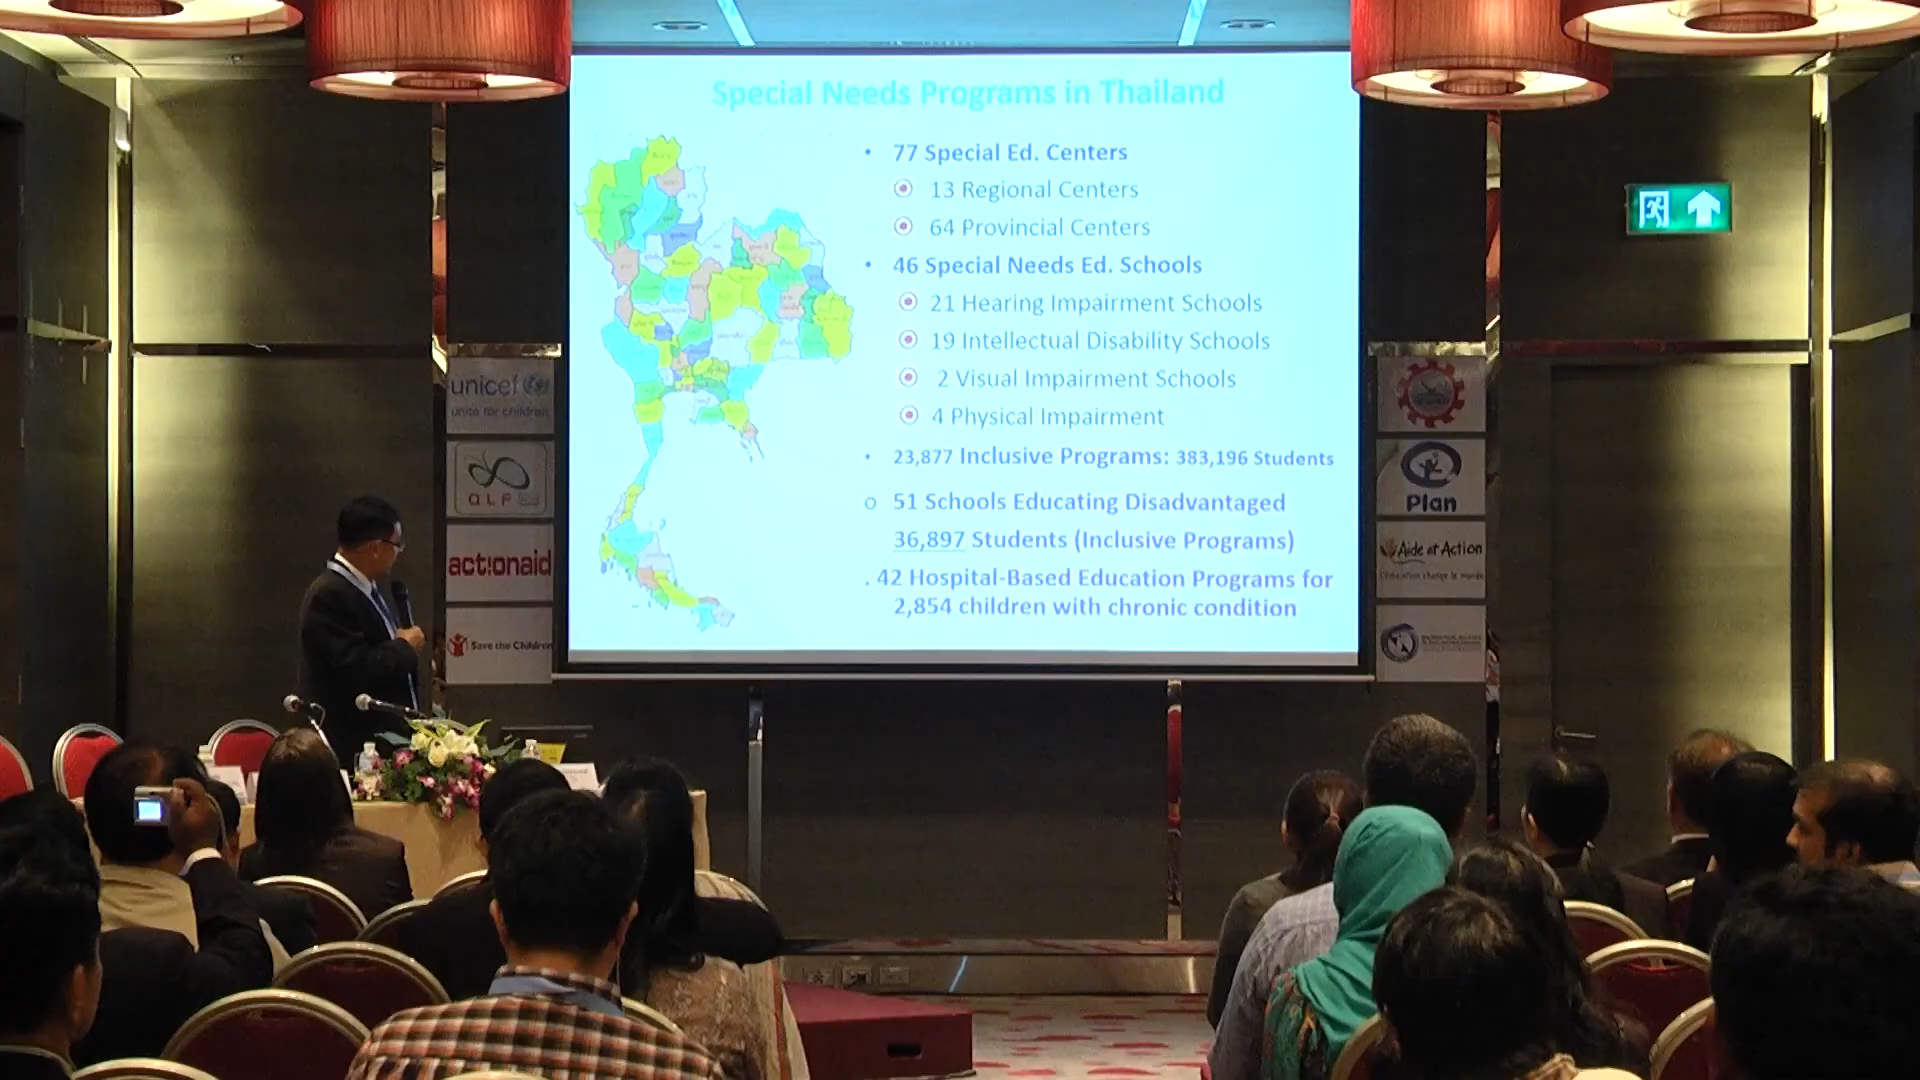 Special Needs Programs in Thailand
• 77 Special Ed. Centers
13 Regional Centers
64 Provincial Centers
• 46 Special Needs Ed. Schools
21 Hearing Impairment Schools
19 Intellectual Disability Schools
2 Visual Impairment Schools
4 Physical Impairment
• 23,877 Inclusive Programs: 383,196 Students
o 51 Schools Educating Disadvantaged
36,897 Students (Inclusive Programs)
. 42 Hospital-Based Education Programs for
2,854 children with chronic condition
unicef
unite for children
QLF
act!onaid
Save the Children
Plan
Aide et Action